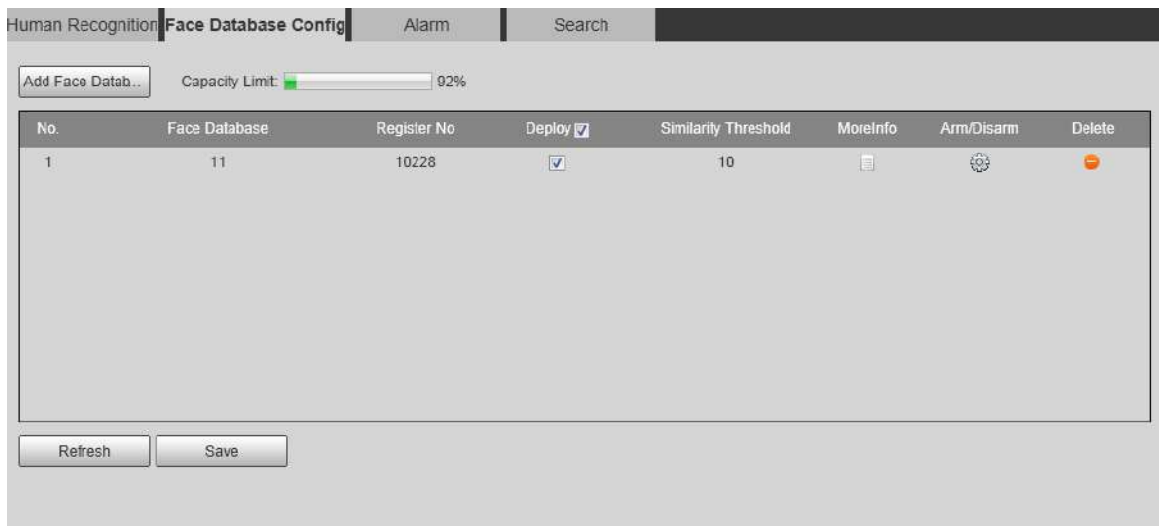 Human Recognition Face Database Config Alarm Search
Add Face Datab... Capacity Limit: 92%
No. Face Database Register No Deploy Similarity Threshold MoreInfo Arm/Disarm Delete
1 11 10228 10
Refresh Save